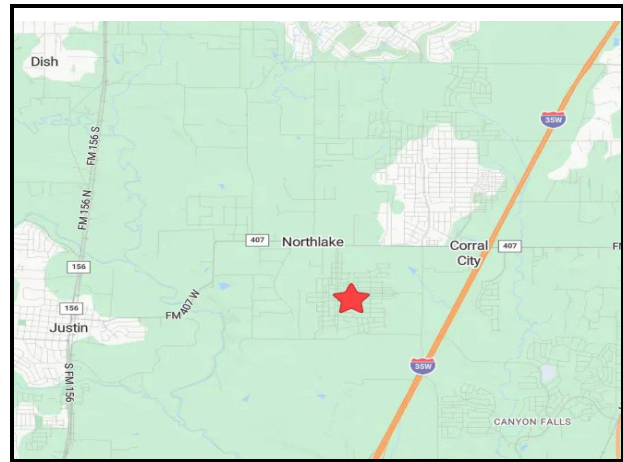 Dish
35W
FM 156 S
FM 156 N
407
Northlake
Corral
City
407
156
156
FM
407 W
Justin
35W
S FM 156
CANYON FALLS